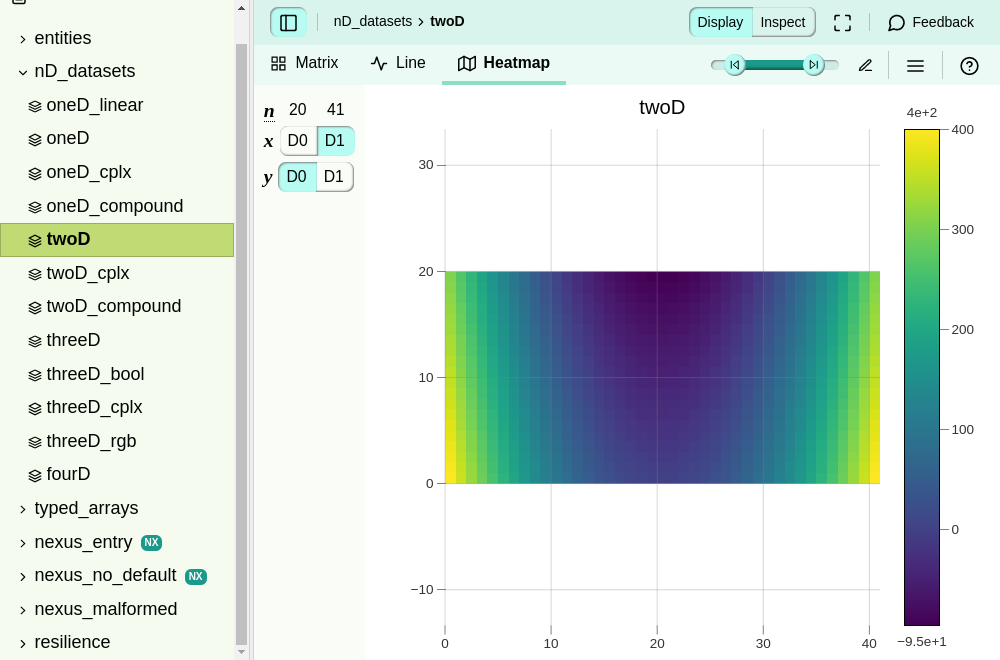 entities
nD_datasets
oneD_linear
oneD
oneD_cplx
oneD_compound
twoD
twoD_cplx
twoD_compound
threeD
threeD_bool
threeD_cplx
threeD_rgb
fourD
typed_arrays
nexus_entry NX
nexus_no_default NX
nexus_malformed
resilience
nD_datasets › twoD
Display Inspect
Feedback
Matrix Line Heatmap
n 20 41
x D0 D1
y D0 D1
twoD
30
20
10
0
−10
0 10 20 30 40
4e+2
400
300
200
100
0
−9.5e+1